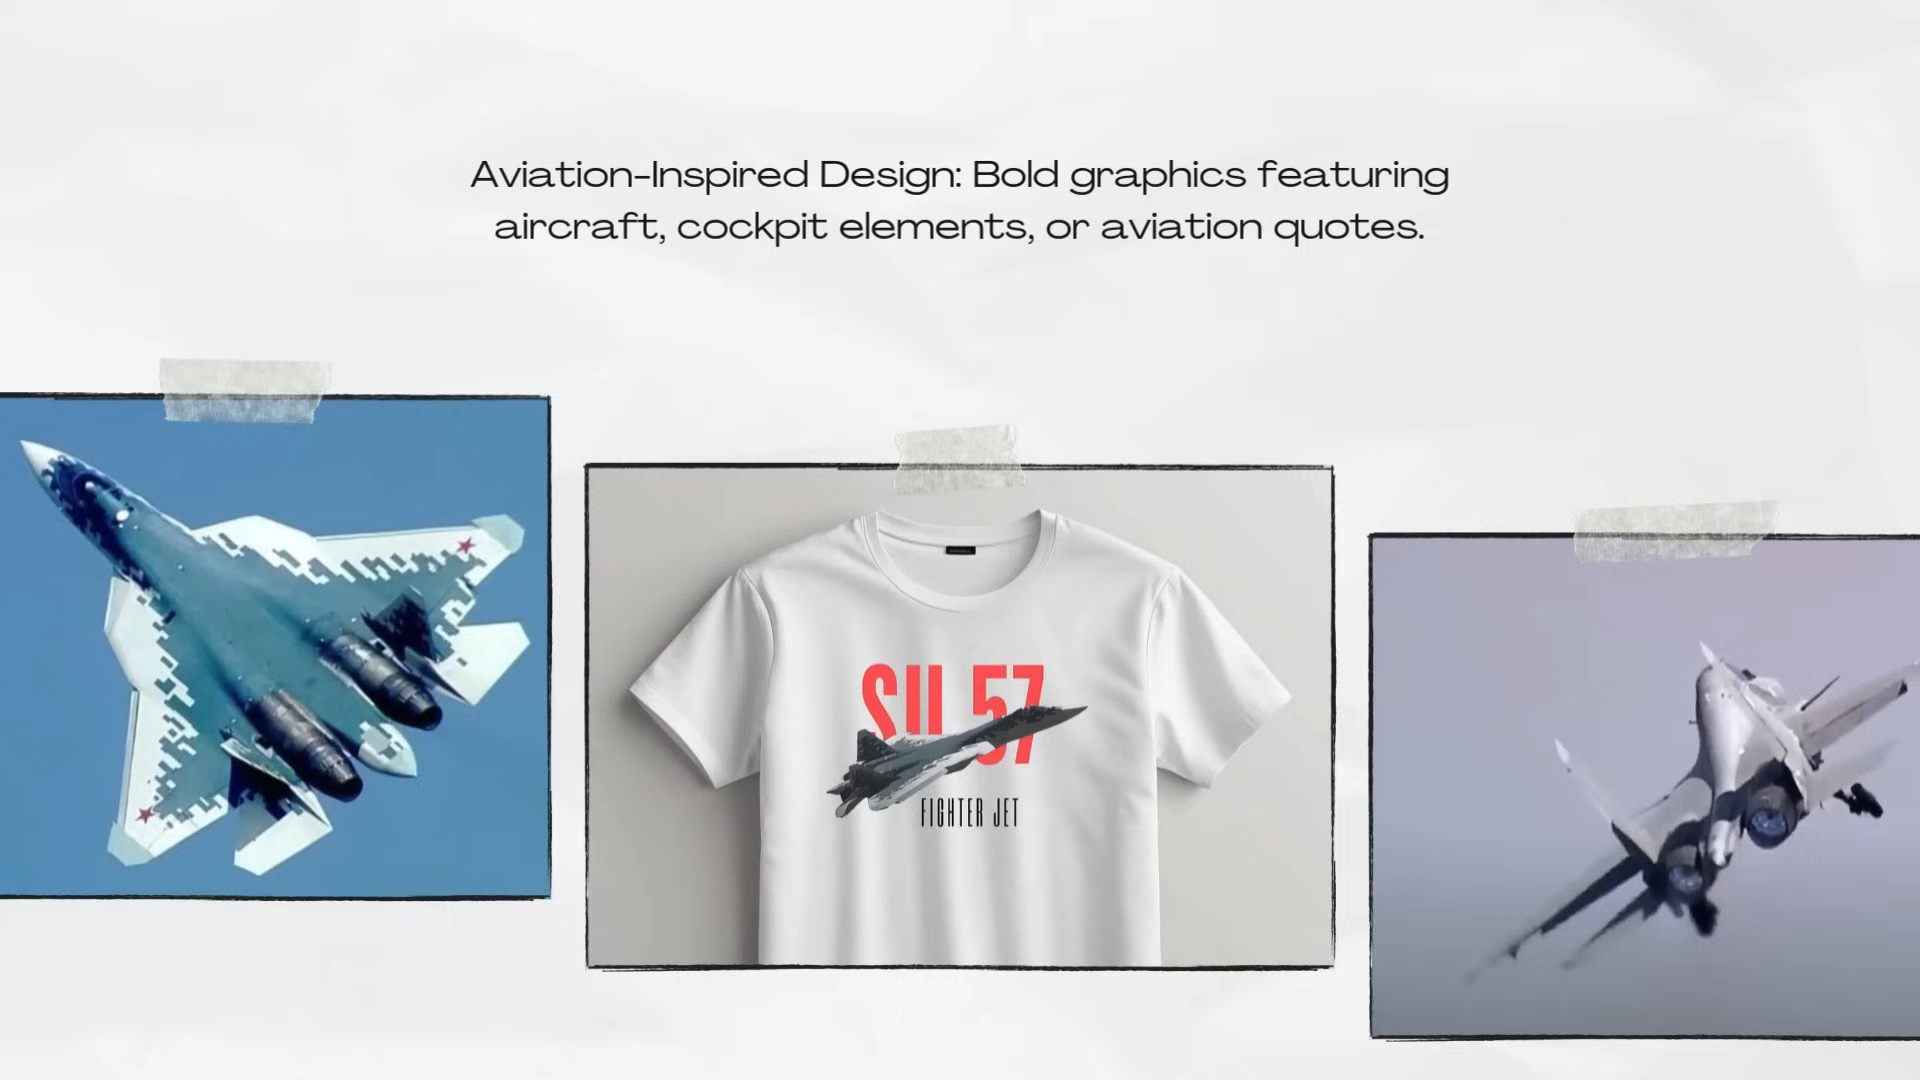 Aviation-Inspired Design: Bold graphics featuring
aircraft, cockpit elements, or aviation quotes.
SU 57
FIGHTER JET